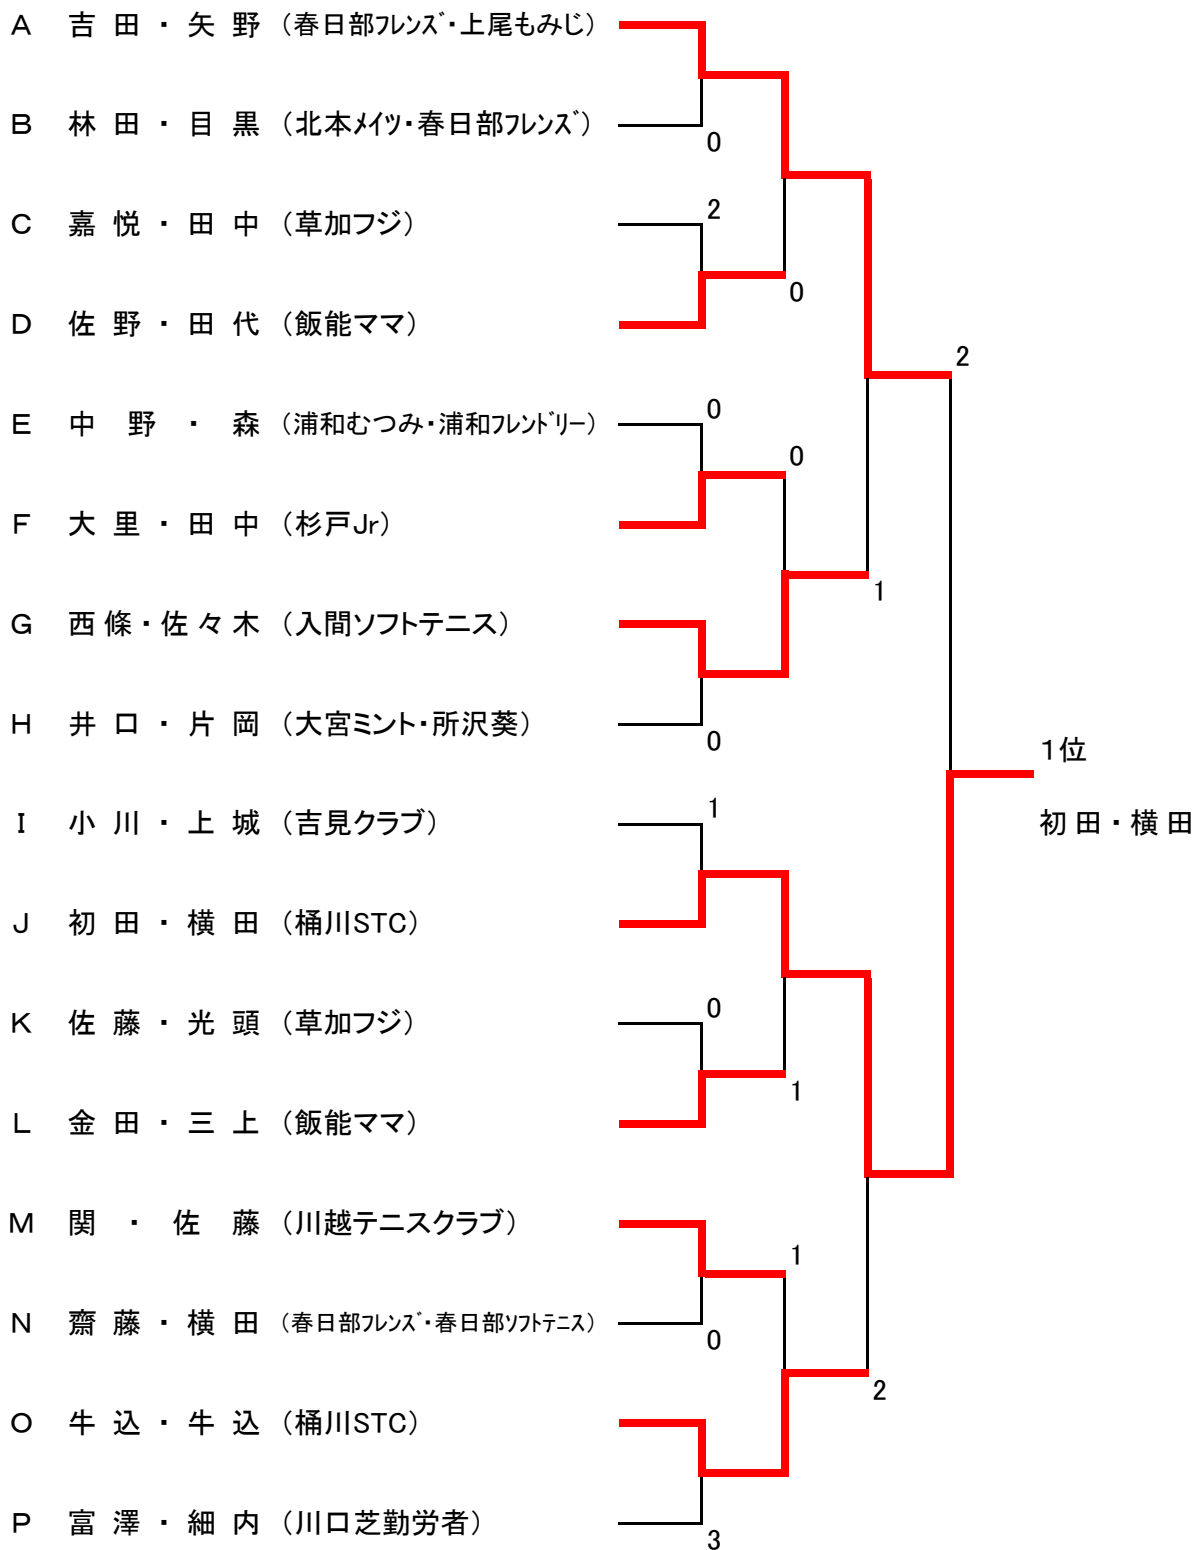 A 吉田・矢野 (春日部フレンズ・上尾もみじ)
B 林田・目黒 (北本メイツ・春日部フレンズ)
0
C 嘉悦・田中 (草加フジ)
2
0
D 佐野・田代 (飯能ママ)
2
E 中野・森 (浦和むつみ・浦和フレンドリー)
0
0
F 大里・田中 (杉戸Jr)
1
G 西條・佐々木 (入間ソフトテニス)
H 井口・片岡 (大宮ミント・所沢葵)
0
1位
初田・横田
I 小川・上城 (吉見クラブ)
1
J 初田・横田 (桶川STC)
K 佐藤・光頭 (草加フジ)
0
1
L 金田・三上 (飯能ママ)
M 関・佐藤 (川越テニスクラブ)
1
N 齋藤・横田 (春日部フレンズ・春日部ソフトテニス)
0
2
O 牛込・牛込 (桶川STC)
P 富澤・細内 (川口芝勤労者)
3